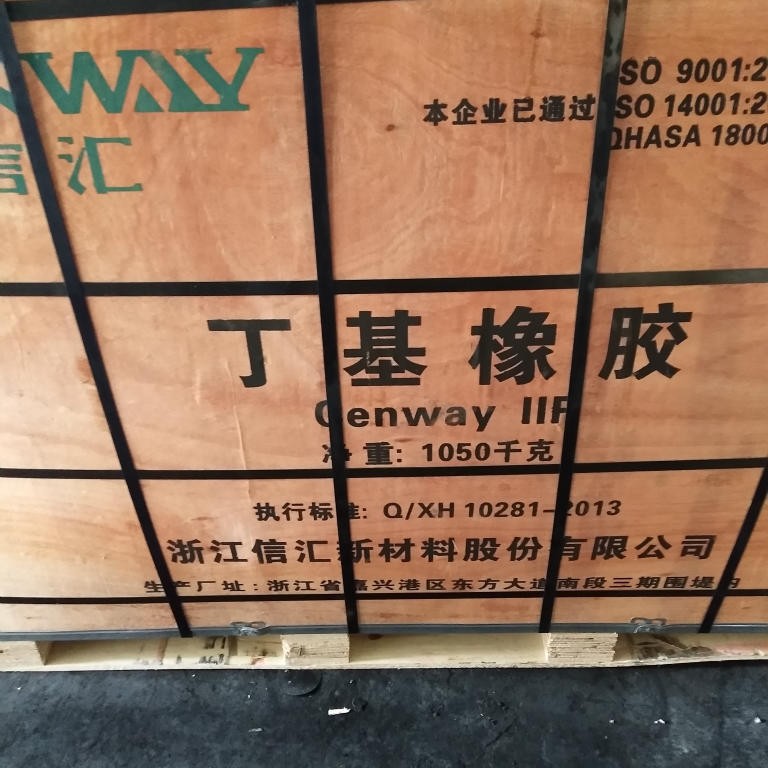 NWAY
信汇
本企业已通过
ISO 9001:2
ISO 14001:2
QHASA 1800
丁基橡胶
Cenway IIR
净重: 1050千克
执行标准: Q/XH 10281-2013
浙江信汇新材料股份有限公司
生产厂址:浙江省嘉兴港区东方大道南段三期围堤内